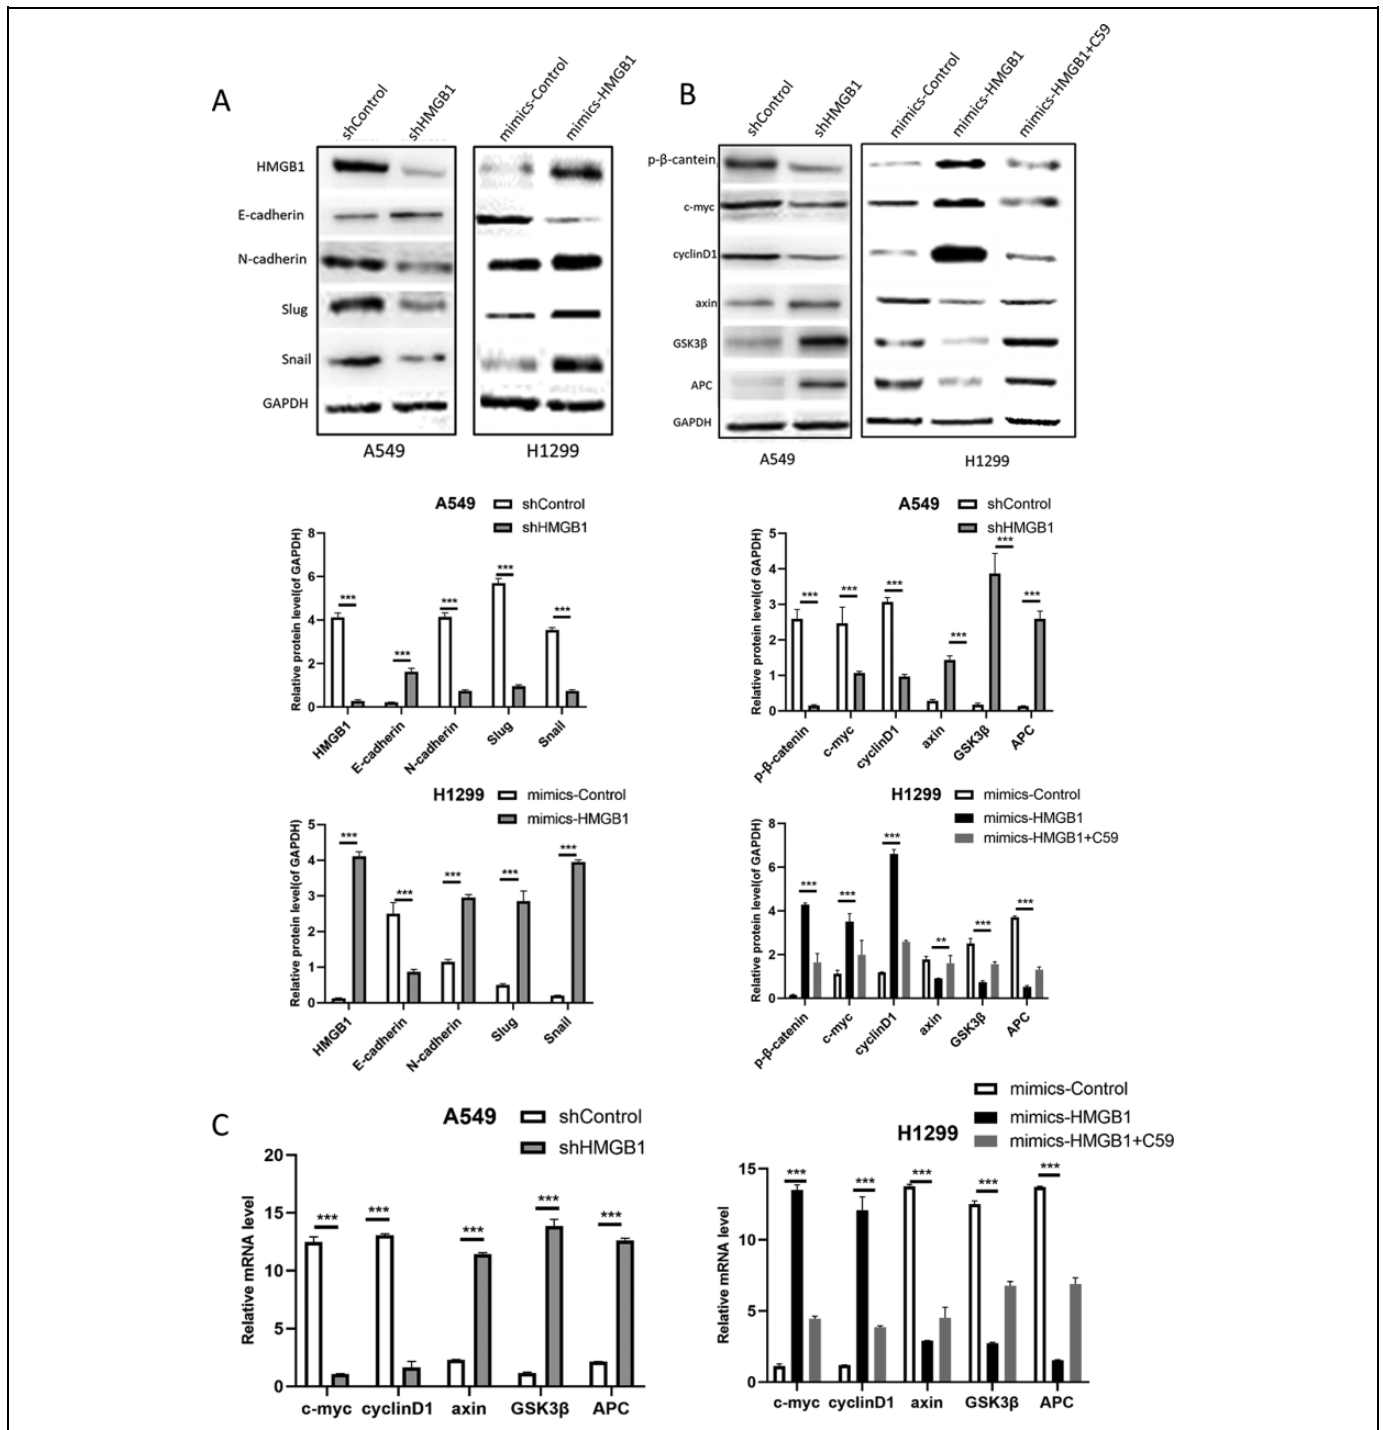 A
shControl
shHMGB1
mimics-Control
mimics-HMGB1
HMGB1
E-cadherin
N-cadherin
Slug
Snail
GAPDH
A549
H1299
B
shControl
shHMGB1
mimics-Control
mimics-HMGB1
mimics-HMGB1+C59
p-β-cantein
c-myc
cyclinD1
axin
GSK3β
APC
GAPDH
A549
H1299
A549
shControl
shHMGB1
Relative protein level(of GAPDH)
8
6
4
2
0
***
***
***
***
***
HMGB1
E-cadherin
N-cadherin
Slug
Snail
A549
shControl
shHMGB1
Relative protein level(of GAPDH)
5
4
3
2
1
0
***
***
***
***
***
***
p-β-catenin
c-myc
cyclinD1
axin
GSK3β
APC
H1299
mimics-Control
mimics-HMGB1
Relative protein level(of GAPDH)
5
4
3
2
1
0
***
***
***
***
***
HMGB1
E-cadherin
N-cadherin
Slug
Snail
H1299
mimics-Control
mimics-HMGB1
mimics-HMGB1+C59
Relative protein level(of GAPDH)
8
6
4
2
0
***
***
***
**
***
***
p-β-catenin
c-myc
cyclinD1
axin
GSK3β
APC
C
A549
shControl
shHMGB1
Relative mRNA level
20
15
10
5
0
***
***
***
***
***
c-myc cyclinD1 axin GSK3β APC
H1299
mimics-Control
mimics-HMGB1
mimics-HMGB1+C59
Relative mRNA level
15
10
5
0
***
***
***
***
***
c-myc cyclinD1 axin GSK3β APC